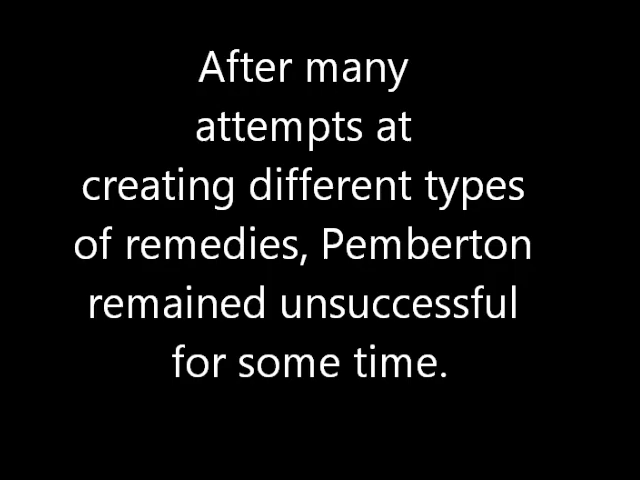 After many
attempts at
creating different types
of remedies, Pemberton
remained unsuccessful
for some time.